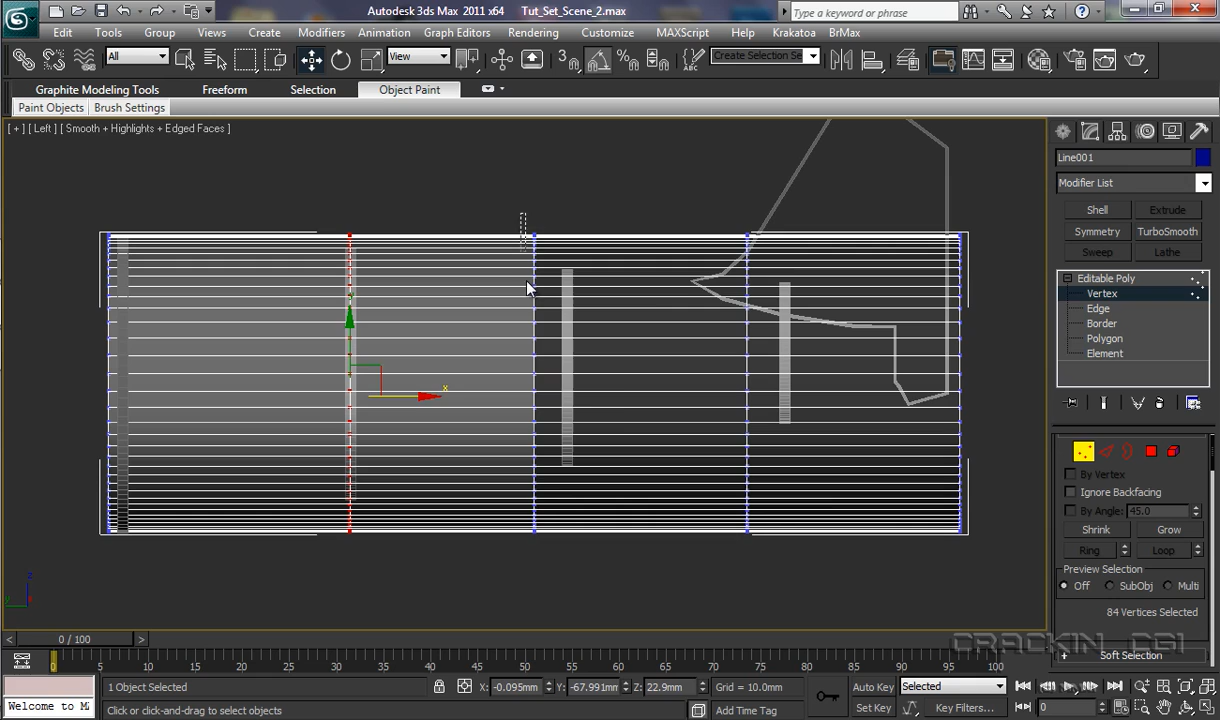 Autodesk 3ds Max 2011 x64 Tut_Set_Scene_2.max
Type a keyword or phrase
Edit Tools Group Views Create Modifiers Animation Graph Editors Rendering Customize MAXScript Help Krakatoa BrMax
All View Create Selection Se
Graphite Modeling Tools Freeform Selection Object Paint
Paint Objects Brush Settings
[ + ] [ Left ] [ Smooth + Highlights + Edged Faces ]
Line001
Modifier List
Shell Extrude
Symmetry TurboSmooth
Sweep Lathe
Editable Poly
Vertex
Edge
Border
Polygon
Element
By Vertex
Ignore Backfacing
By Angle: 45.0
Shrink Grow
Ring Loop
Preview Selection
Off SubObj Multi
84 Vertices Selected
Soft Selection
CRACKIN CGI
x
z
y
0 / 100
0 5 10 15 20 25 30 35 40 45 50 55 60 65 70 75 80 85 90 95 100
1 Object Selected X: -0.095mm Y: -67.991mm Z: 22.9mm Grid = 10.0mm Auto Key Selected
Welcome to MA Click or click-and-drag to select objects Add Time Tag Set Key Key Filters... 0